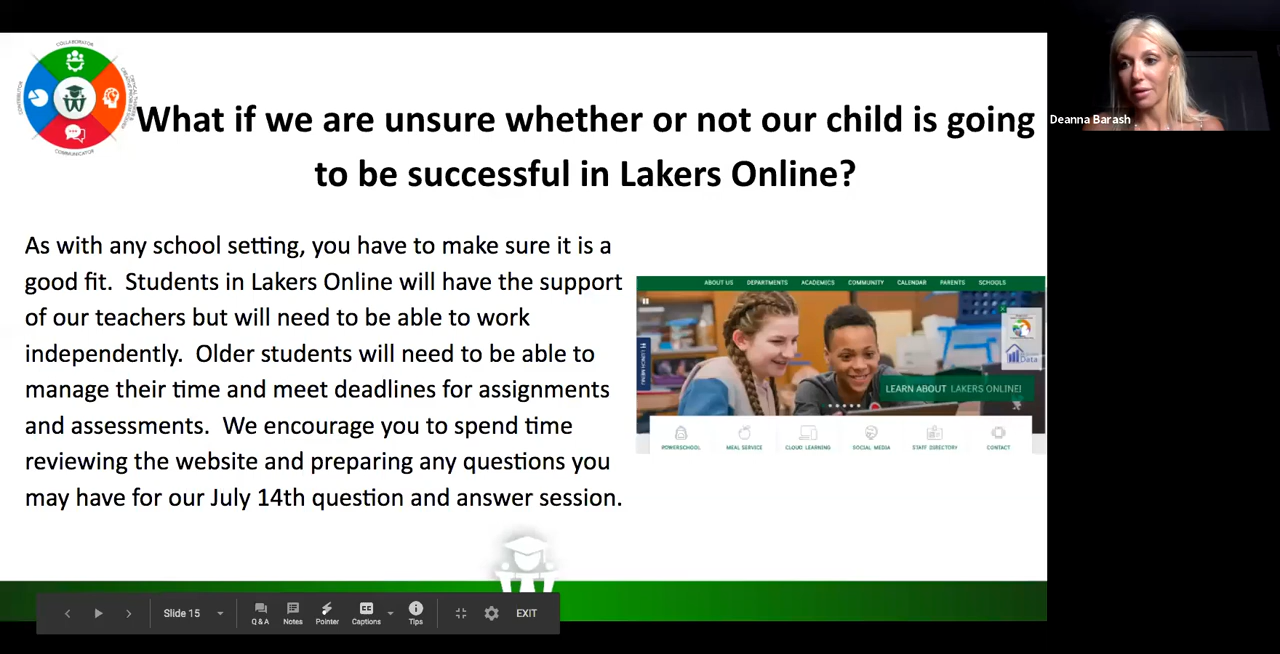 COLLABORATOR
CONTRIBUTOR
COMMUNICATOR
What if we are unsure whether or not our child is going
to be successful in Lakers Online?
Deanna Barash
As with any school setting, you have to make sure it is a
good fit.  Students in Lakers Online will have the support
of our teachers but will need to be able to work
independently.  Older students will need to be able to
manage their time and meet deadlines for assignments
and assessments.  We encourage you to spend time
reviewing the website and preparing any questions you
may have for our July 14th question and answer session.
ABOUT US DEPARTMENTS ACADEMICS COMMUNITY CALENDAR PARENTS SCHOOLS
Data
LEARN ABOUT LAKERS ONLINE!
POWERSCHOOL MEAL SERVICE CLOUD LEARNING SOCIAL MEDIA STAFF DIRECTORY CONTACT
Slide 15
Q & A Notes Pointer CC Captions Tips EXIT